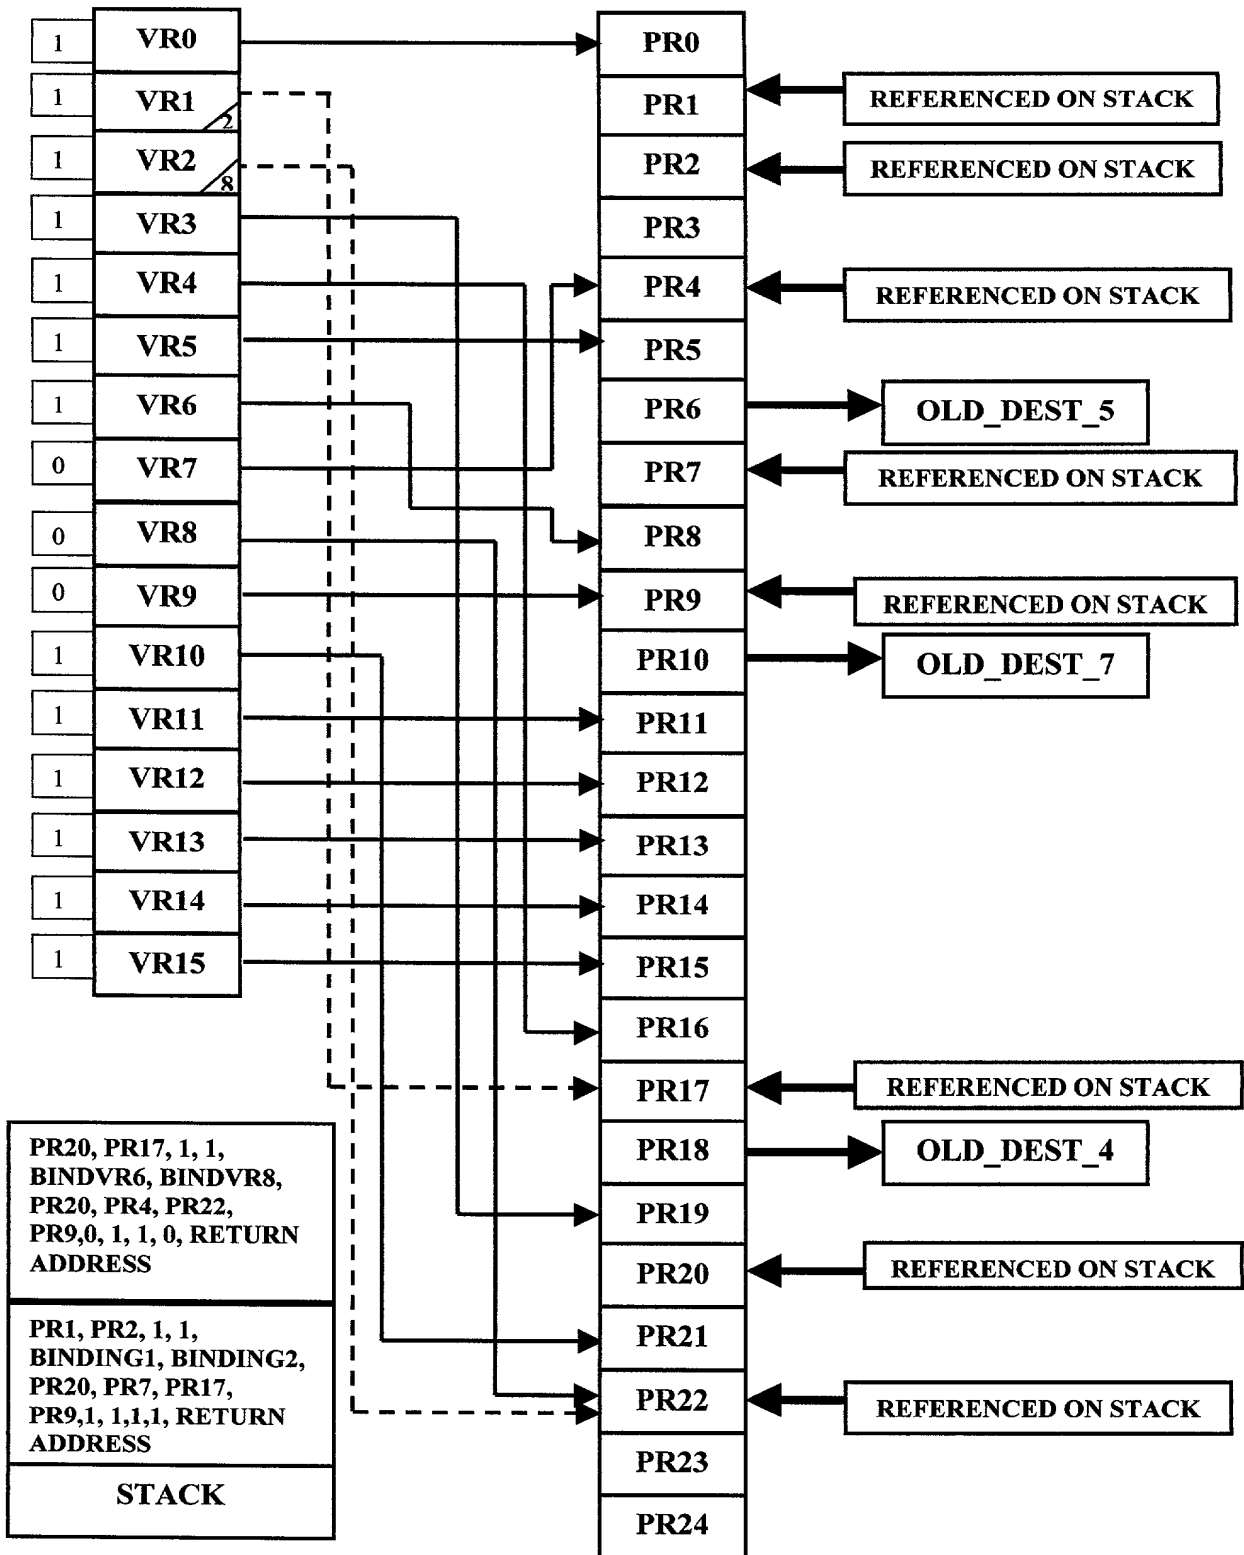 1
VR0
1
VR1
2
1
VR2
8
1
VR3
1
VR4
1
VR5
1
VR6
0
VR7
0
VR8
0
VR9
1
VR10
1
VR11
1
VR12
1
VR13
1
VR14
1
VR15
PR0
PR1
PR2
PR3
PR4
PR5
PR6
PR7
PR8
PR9
PR10
PR11
PR12
PR13
PR14
PR15
PR16
PR17
PR18
PR19
PR20
PR21
PR22
PR23
PR24
REFERENCED ON STACK
REFERENCED ON STACK
REFERENCED ON STACK
OLD_DEST_5
REFERENCED ON STACK
REFERENCED ON STACK
OLD_DEST_7
REFERENCED ON STACK
OLD_DEST_4
REFERENCED ON STACK
REFERENCED ON STACK
PR20, PR17, 1, 1,
BINDVR6, BINDVR8,
PR20, PR4, PR22,
PR9,0, 1, 1, 0, RETURN
ADDRESS
PR1, PR2, 1, 1,
BINDING1, BINDING2,
PR20, PR7, PR17,
PR9,1, 1,1,1, RETURN
ADDRESS
STACK